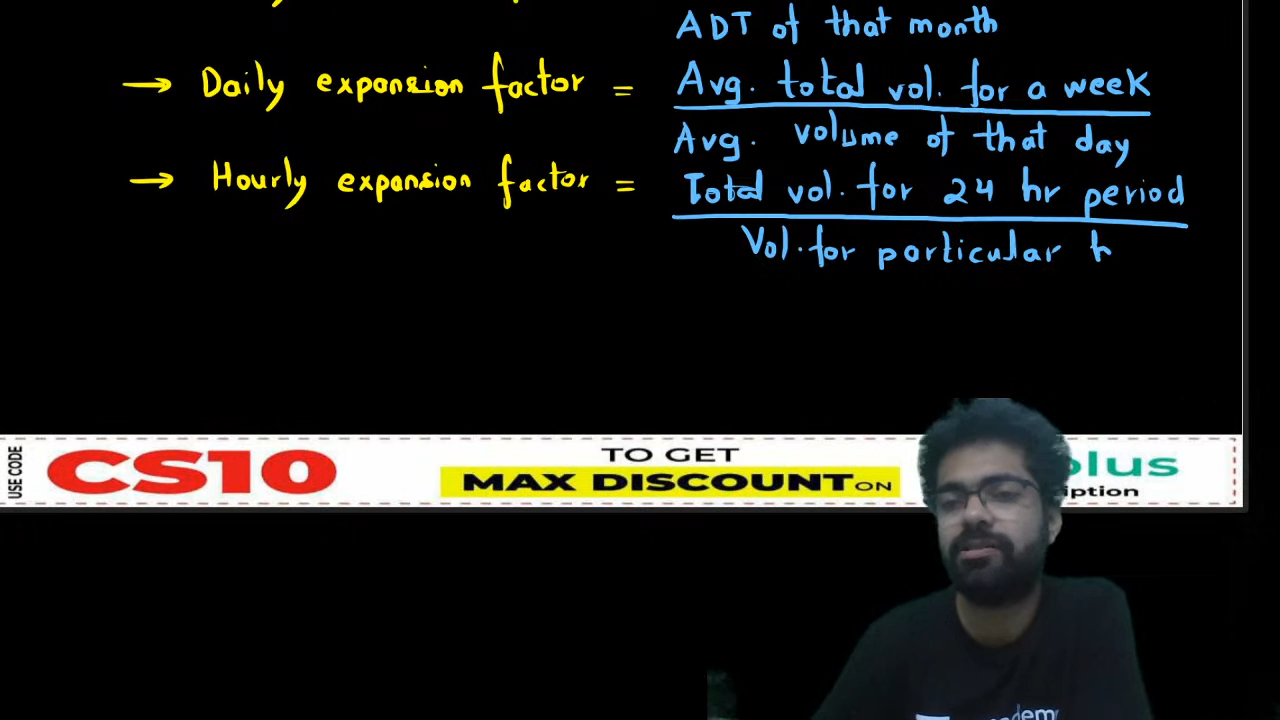 ADT of that month
→ Daily expansion factor = Avg. total vol. for a week
Avg. volume of that day
→ Hourly expansion factor = Total vol. for 24 hr period
Vol. for particular h
USE CODE
CS10
TO GET
MAX DISCOUNT ON
plus
iption